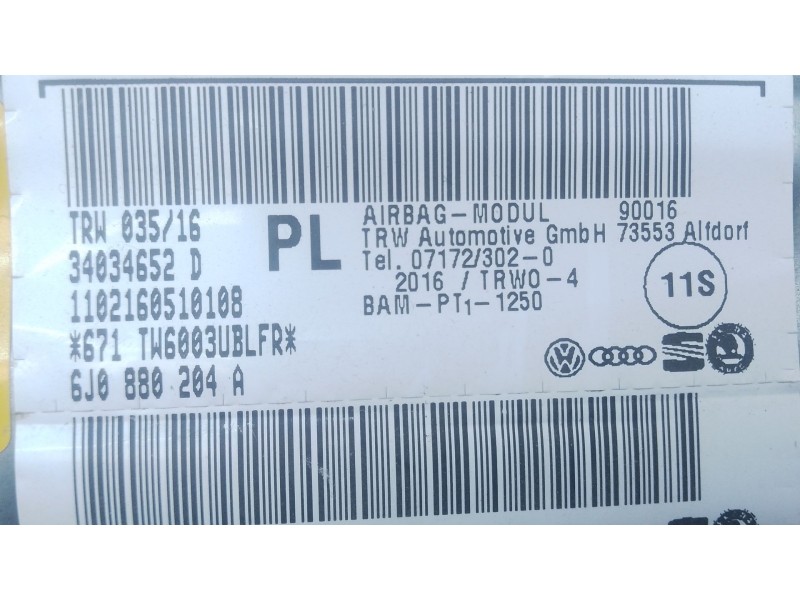 TRW 035/16
34034652 D
1102160510108
*671 TW6003UBLFR*
6J0 880 204 A
PL
AIRBAG-MODUL 90016
TRW Automotive GmbH 73553 Alfdorf
Tel. 07172/302-0
2016 / TRWO-4
BAM-PT1-1250
11S